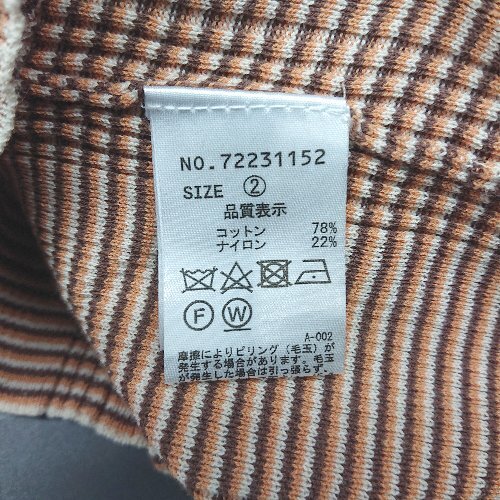 NO.72231152
SIZE ②
品質表示
コットン 78%
ナイロン 22%
F W
A-002
摩擦によりピリング(毛玉)が
発生する場合があります。毛玉
が発生した場合は引っ張らず、